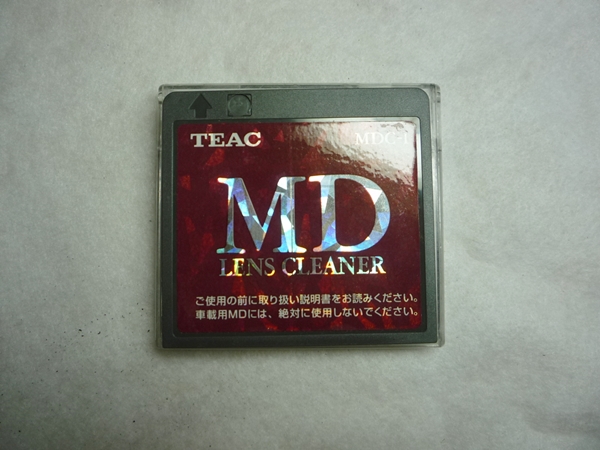 TEAC MDC-1
MD
LENS CLEANER
ご使用の前に取り扱い説明書をお読みください。
車載用MDには、絶対に使用しないでください。